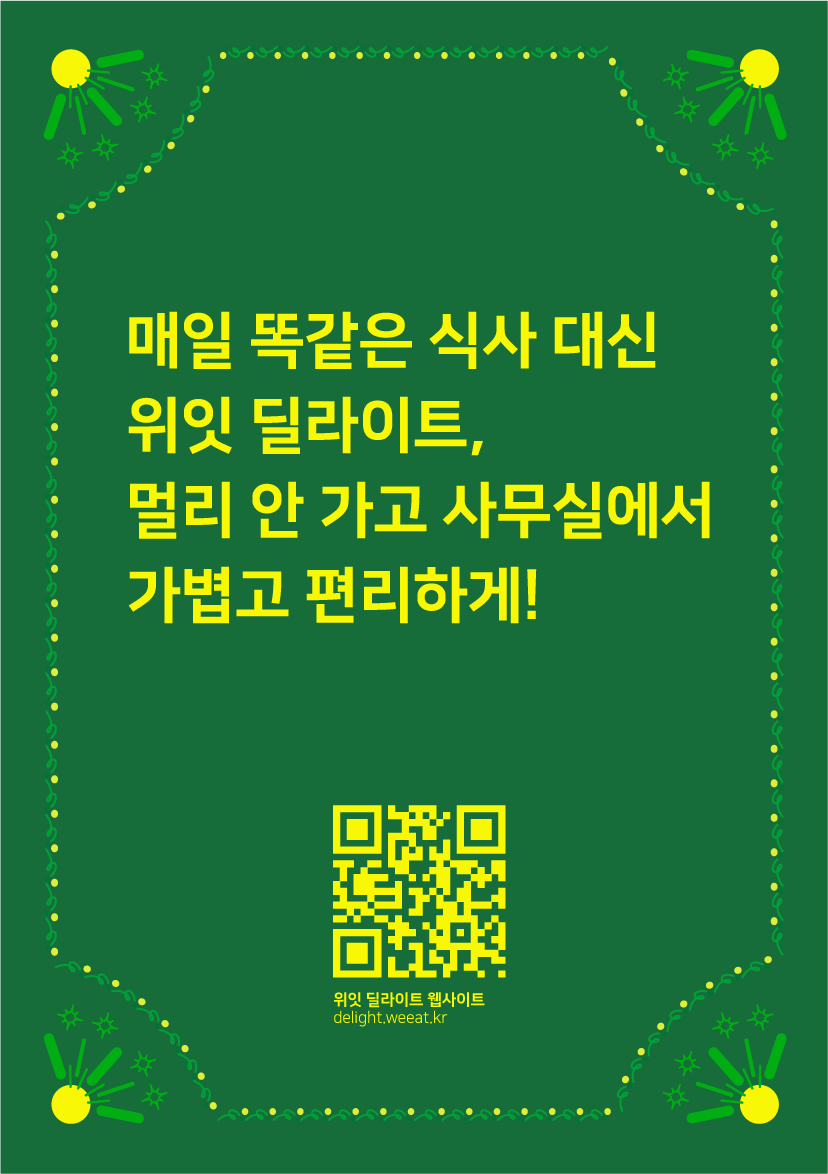 매일 똑같은 식사 대신
위잇 딜라이트,
멀리 안 가고 사무실에서
가볍고 편리하게!
위잇 딜라이트 웹사이트
delight.weeat.kr